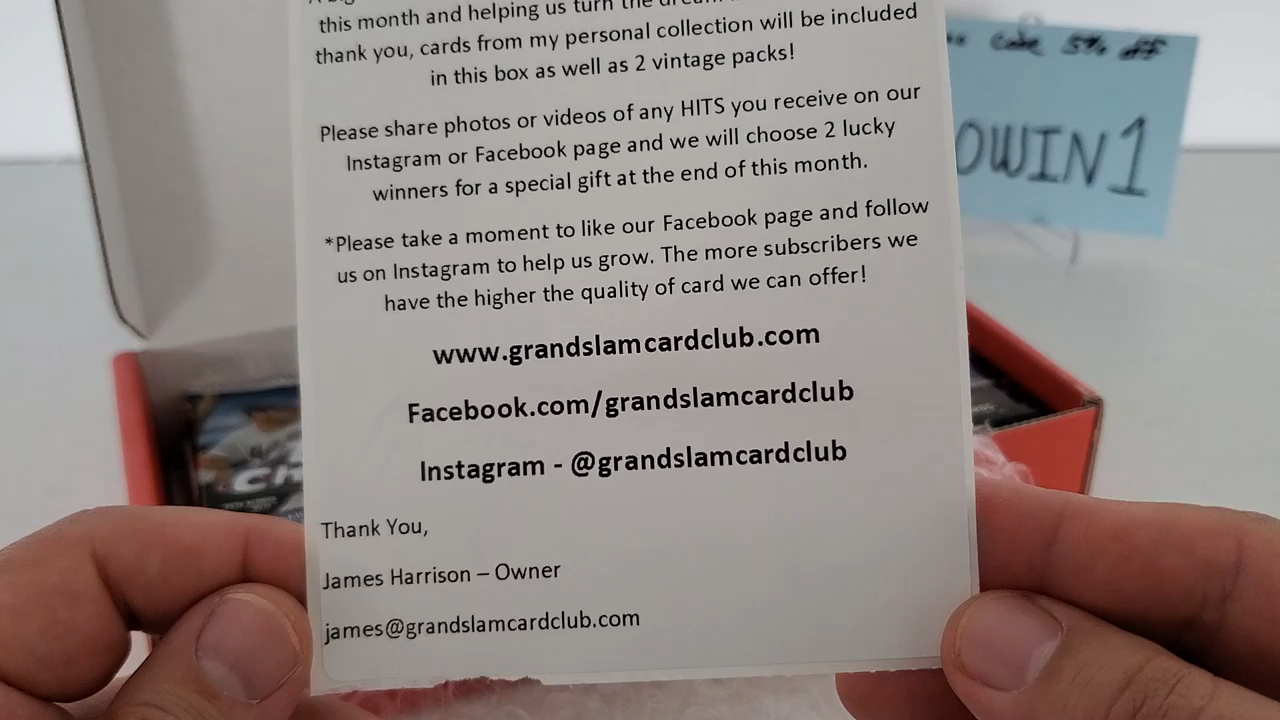 this month and helping us turn the
thank you, cards from my personal collection will be included
in this box as well as 2 vintage packs!
Please share photos or videos of any HITS you receive on our
Instagram or Facebook page and we will choose 2 lucky
winners for a special gift at the end of this month.
*Please take a moment to like our Facebook page and follow
us on Instagram to help us grow. The more subscribers we
have the higher the quality of card we can offer!
www.grandslamcardclub.com
Facebook.com/grandslamcardclub
Instagram - @grandslamcardclub
Thank You,
James Harrison – Owner
james@grandslamcardclub.com
Code 5% off
OWIN1